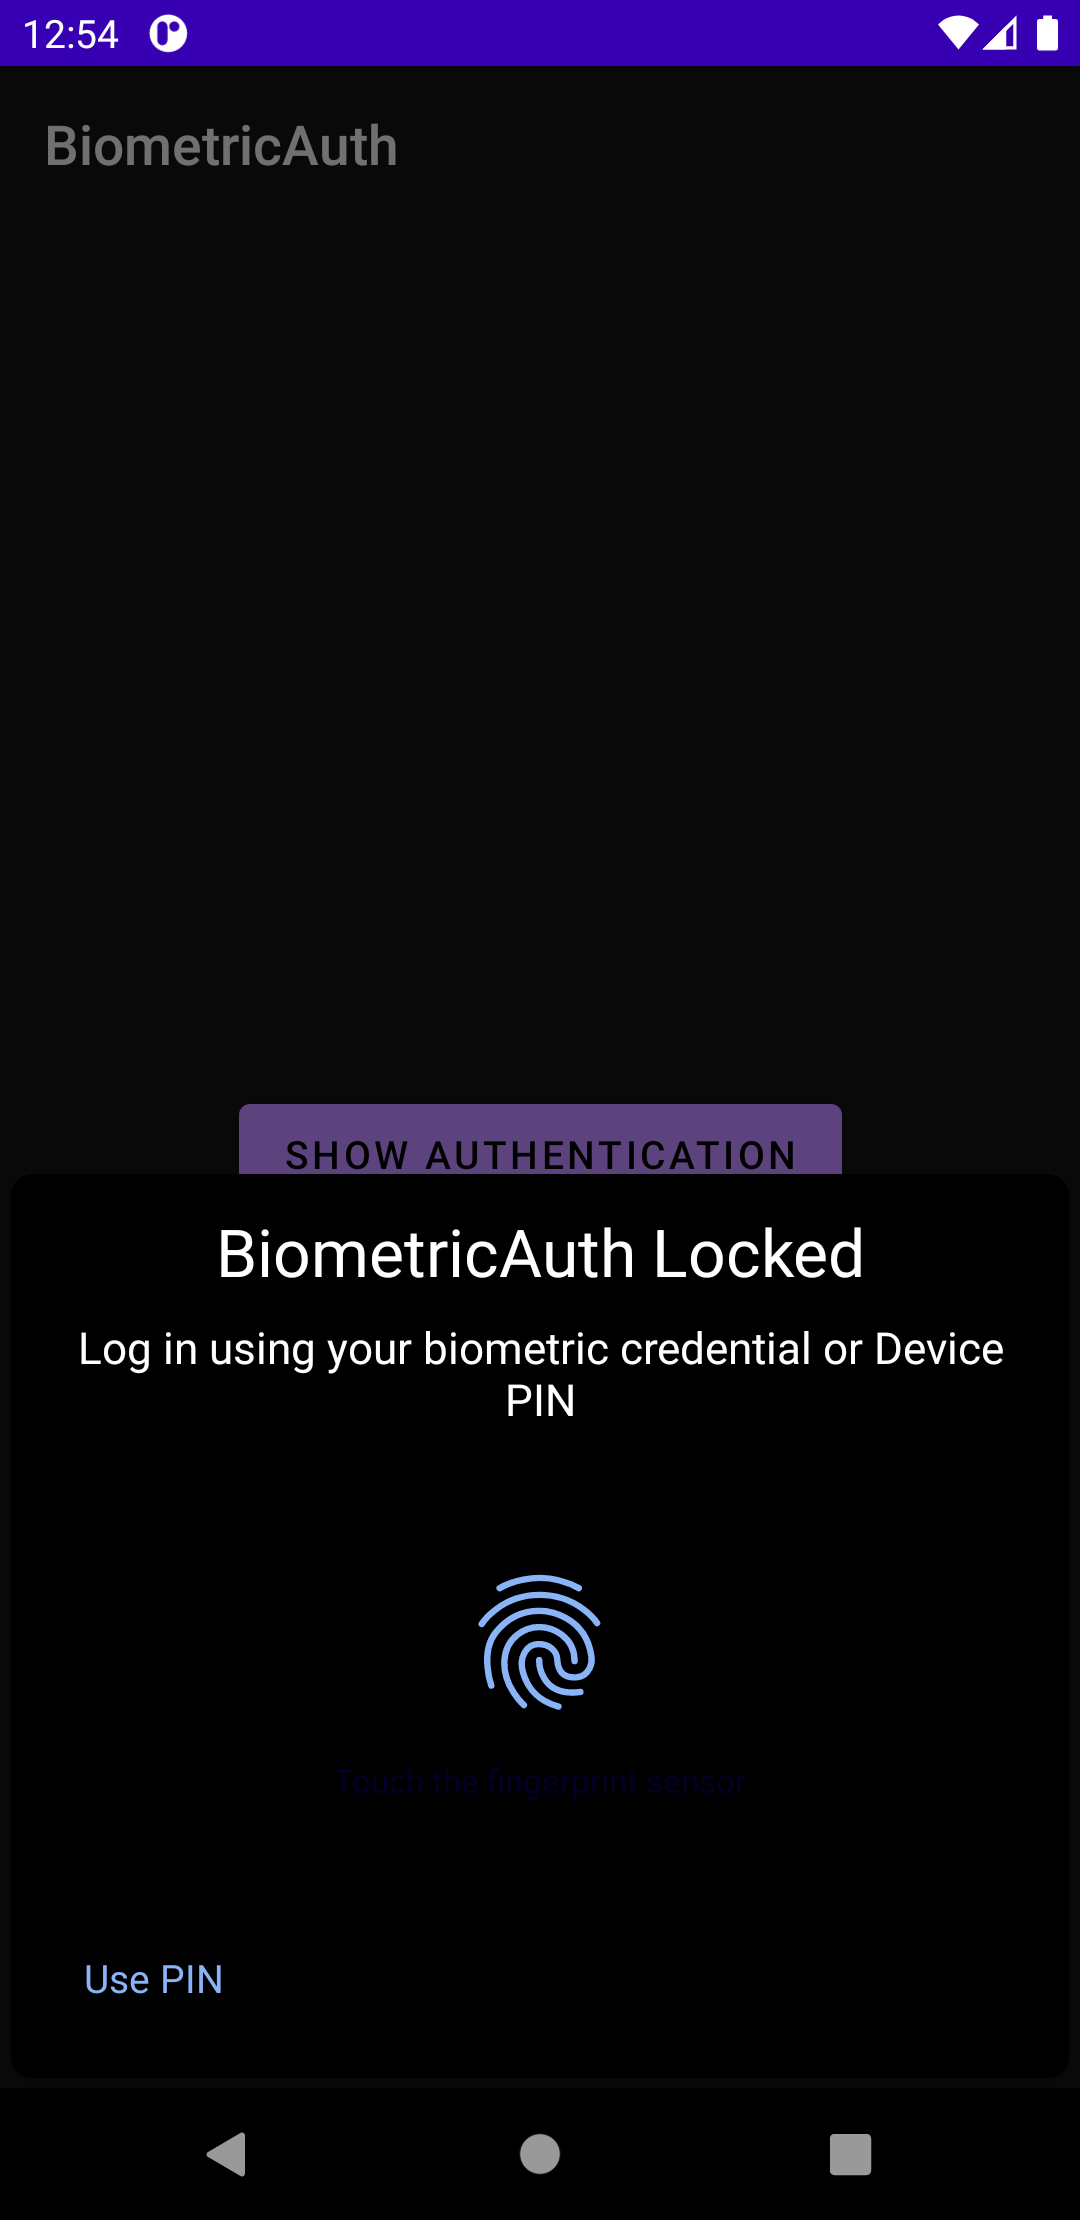 12:54
BiometricAuth
SHOW AUTHENTICATION
BiometricAuth Locked
Log in using your biometric credential or Device
PIN
Touch the fingerprint sensor
Use PIN